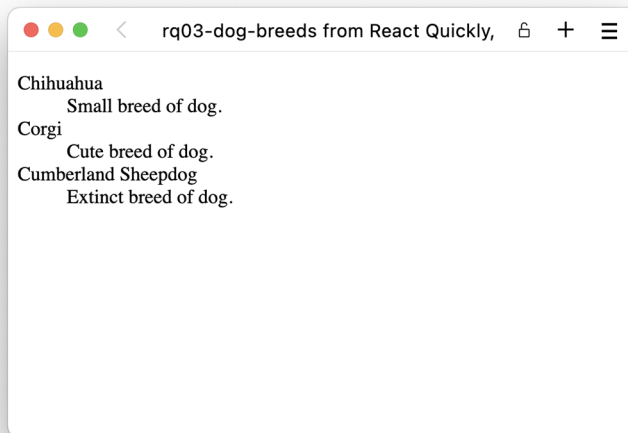 rq03-dog-breeds from React Quickly,
Chihuahua
Small breed of dog.
Corgi
Cute breed of dog.
Cumberland Sheepdog
Extinct breed of dog.